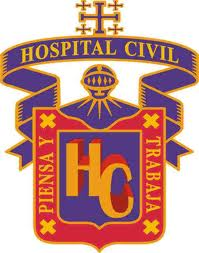 HOSPITAL CIVIL
PIENSA Y
TRABAJA
HC